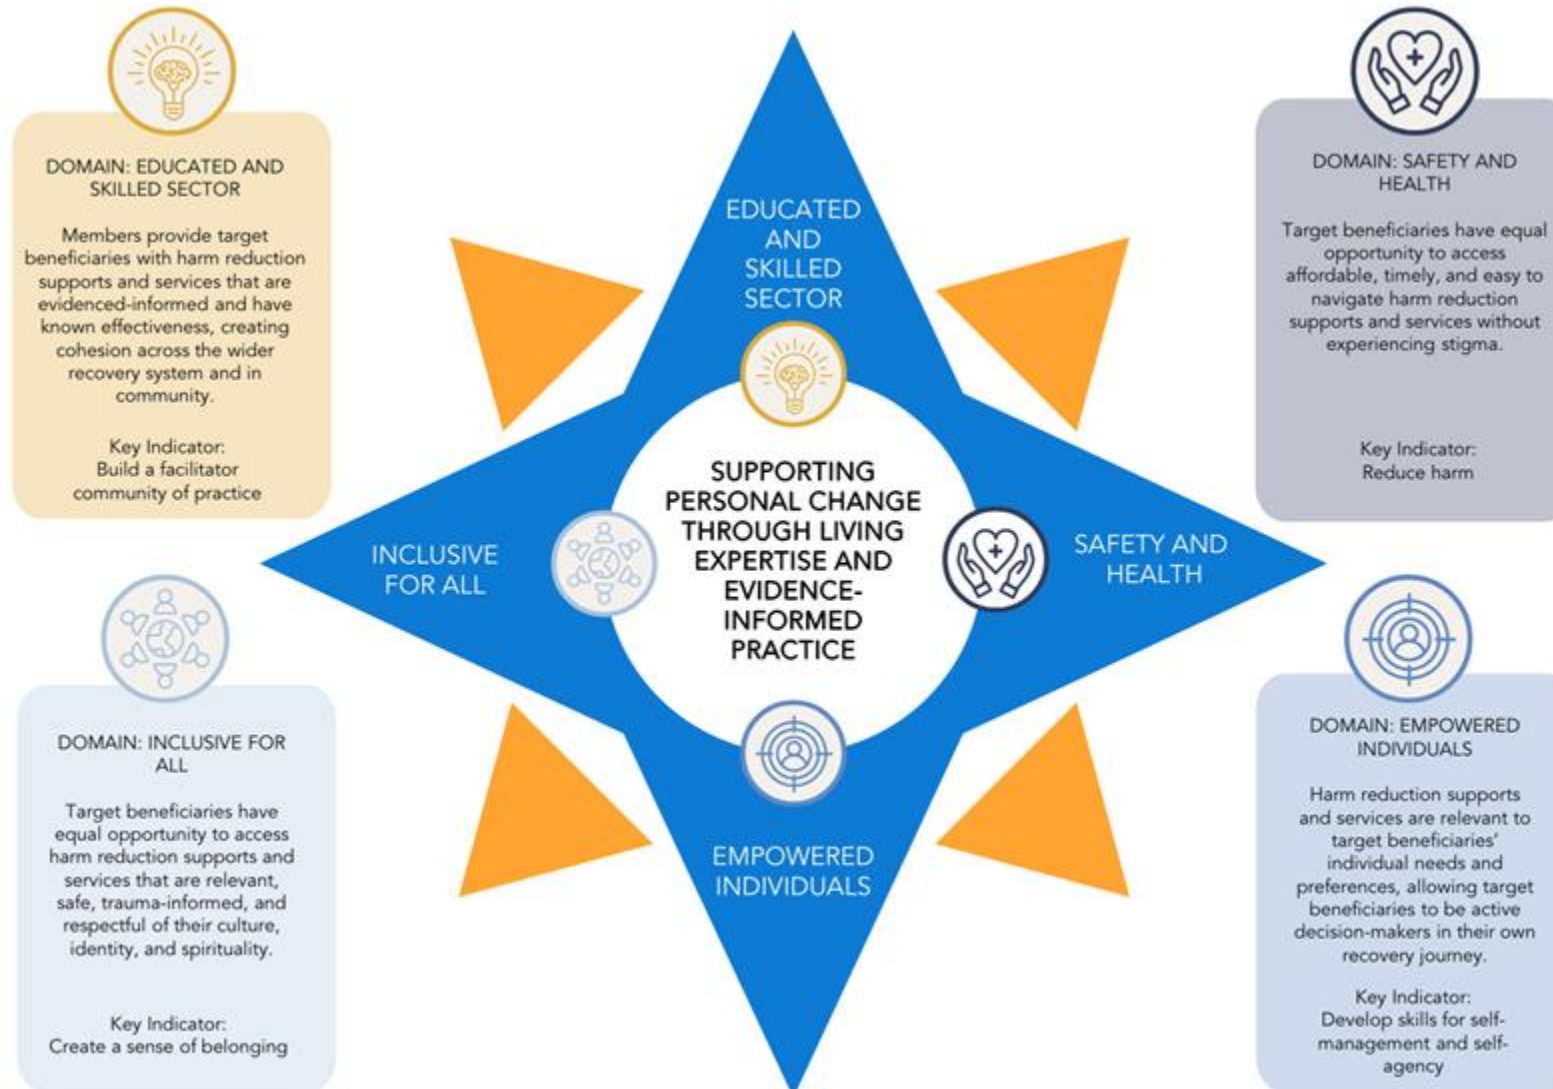 DOMAIN: EDUCATED AND
SKILLED SECTOR
Members provide target
beneficiaries with harm reduction
supports and services that are
evidenced-informed and have
known effectiveness, creating
cohesion across the wider
recovery system and in
community.
Key Indicator:
Build a facilitator
community of practice
DOMAIN: INCLUSIVE FOR
ALL
Target beneficiaries have
equal opportunity to access
harm reduction supports and
services that are relevant,
safe, trauma-informed, and
respectful of their culture,
identity, and spirituality.
Key Indicator:
Create a sense of belonging
EDUCATED
AND
SKILLED
SECTOR
INCLUSIVE
FOR ALL
SUPPORTING
PERSONAL CHANGE
THROUGH LIVING
EXPERTISE AND
EVIDENCE-
INFORMED
PRACTICE
SAFETY AND
HEALTH
EMPOWERED
INDIVIDUALS
DOMAIN: SAFETY AND
HEALTH
Target beneficiaries have equal
opportunity to access
affordable, timely, and easy to
navigate harm reduction
supports and services without
experiencing stigma.
Key Indicator:
Reduce harm
DOMAIN: EMPOWERED
INDIVIDUALS
Harm reduction supports
and services are relevant to
target beneficiaries'
individual needs and
preferences, allowing target
beneficiaries to be active
decision-makers in their own
recovery journey.
Key Indicator:
Develop skills for self-
management and self-
agency